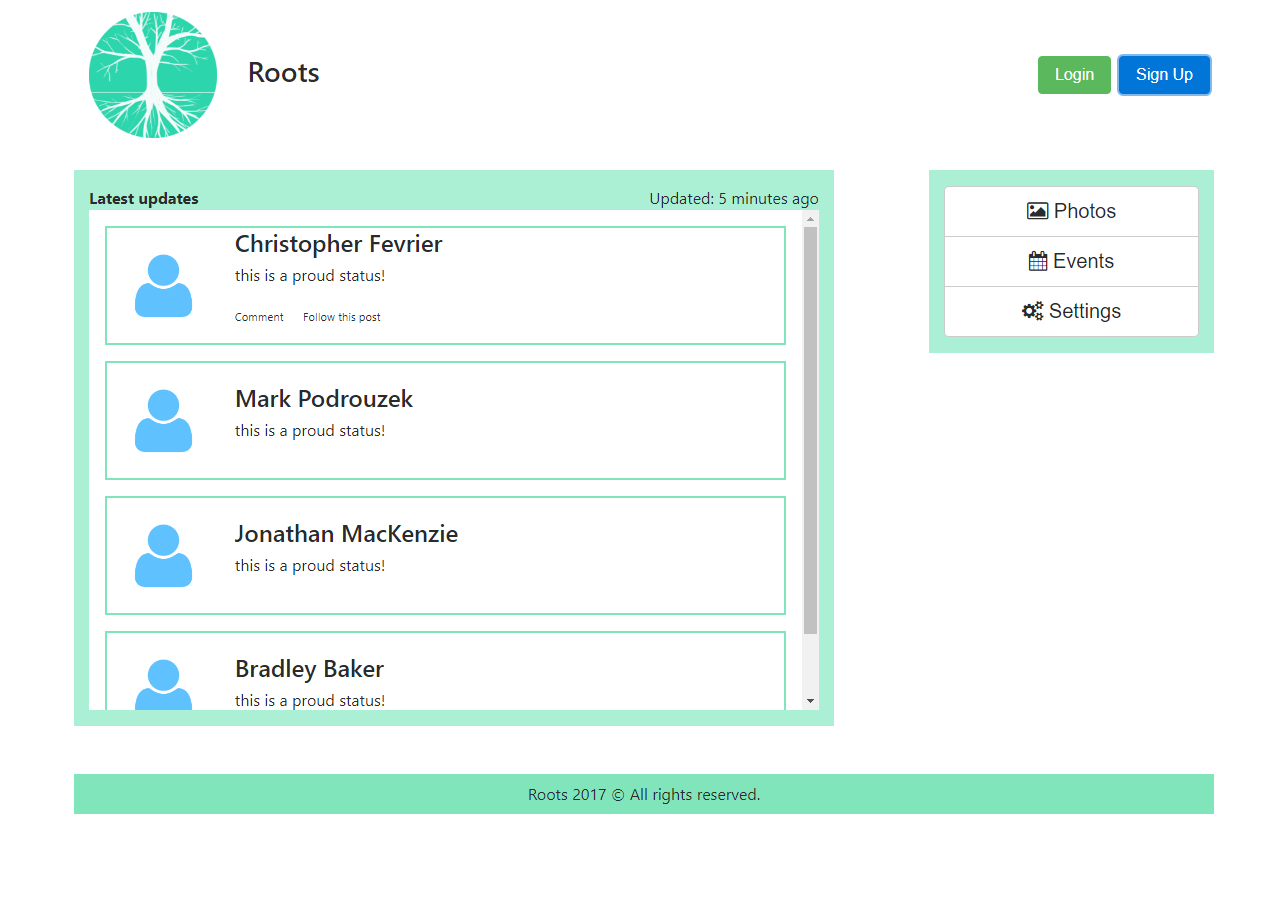 Roots
Login
Sign Up
Latest updates
Updated: 5 minutes ago
Christopher Fevrier
this is a proud status!
Comment
Follow this post
Mark Podrouzek
this is a proud status!
Jonathan MacKenzie
this is a proud status!
Bradley Baker
this is a proud status!
Photos
Events
Settings
Roots 2017 © All rights reserved.